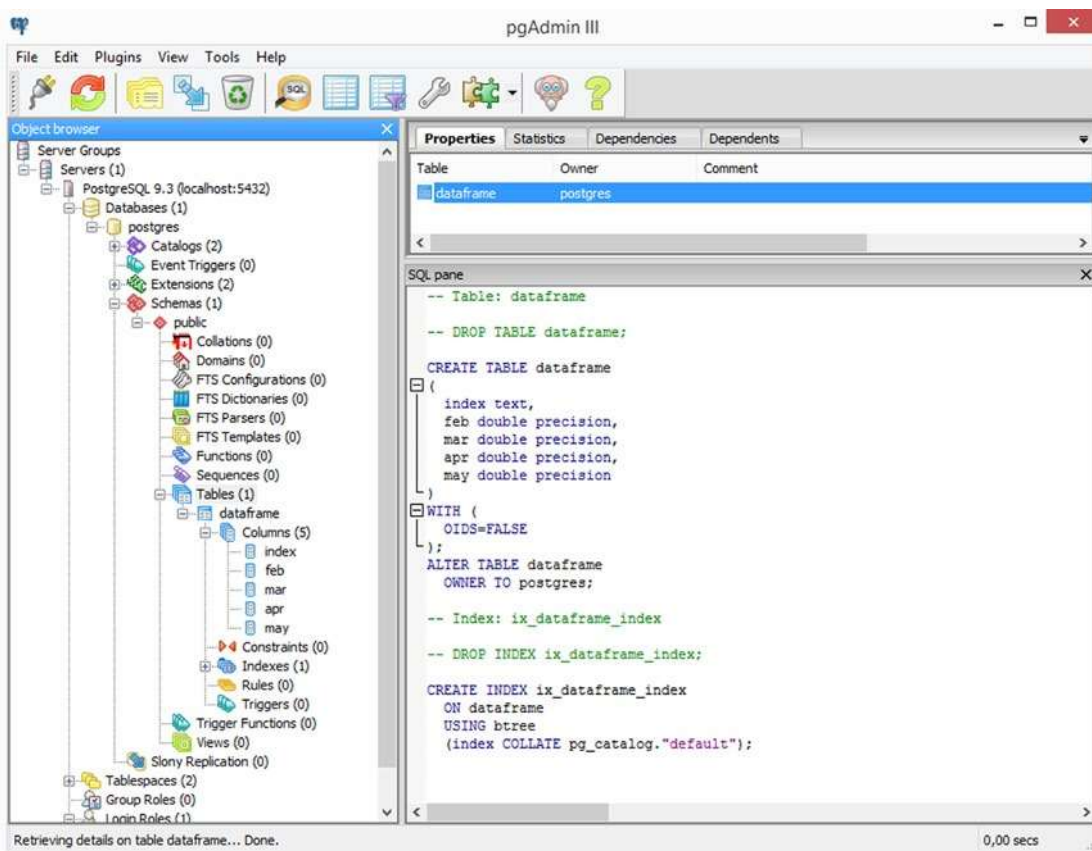 pgAdmin III
File Edit Plugins View Tools Help
SQL
Object browser
Server Groups
Servers (1)
PostgreSQL 9.3 (localhost:5432)
Databases (1)
postgres
Catalogs (2)
Event Triggers (0)
Extensions (2)
Schemas (1)
public
Collations (0)
Domains (0)
FTS Configurations (0)
FTS Dictionaries (0)
FTS Parsers (0)
FTS Templates (0)
Functions (0)
Sequences (0)
Tables (1)
dataframe
Columns (5)
index
feb
mar
apr
may
Constraints (0)
Indexes (1)
Rules (0)
Triggers (0)
Trigger Functions (0)
Views (0)
Slony Replication (0)
Tablespaces (2)
Group Roles (0)
Login Roles (1)
Properties Statistics Dependencies Dependents
Table Owner Comment
dataframe postgres
SQL pane
-- Table: dataframe
-- DROP TABLE dataframe;
CREATE TABLE dataframe
(
index text,
feb double precision,
mar double precision,
apr double precision,
may double precision
)
WITH (
OIDS=FALSE
);
ALTER TABLE dataframe
OWNER TO postgres;
-- Index: ix_dataframe_index
-- DROP INDEX ix_dataframe_index;
CREATE INDEX ix_dataframe_index
ON dataframe
USING btree
(index COLLATE pg_catalog."default");
Retrieving details on table dataframe... Done. 0,00 secs